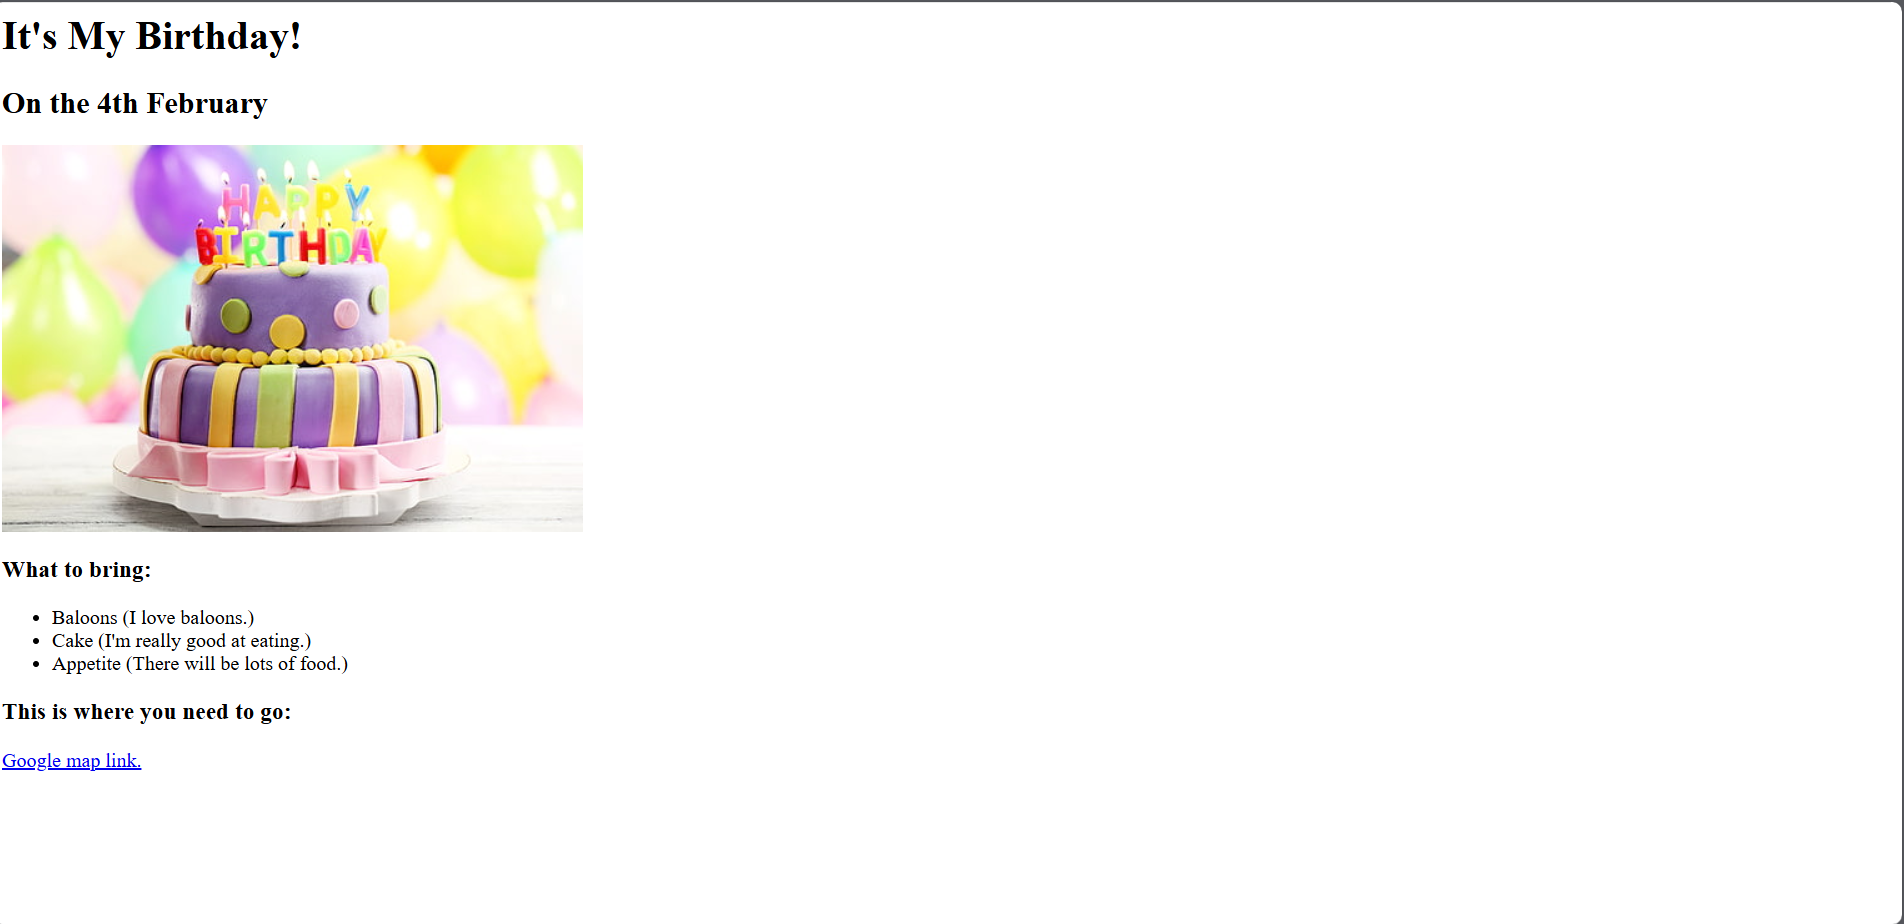 It's My Birthday!
On the 4th February
HAPPY
BIRTHDAY
What to bring:
Baloons (I love baloons.)
Cake (I'm really good at eating.)
Appetite (There will be lots of food.)
This is where you need to go:
Google map link.